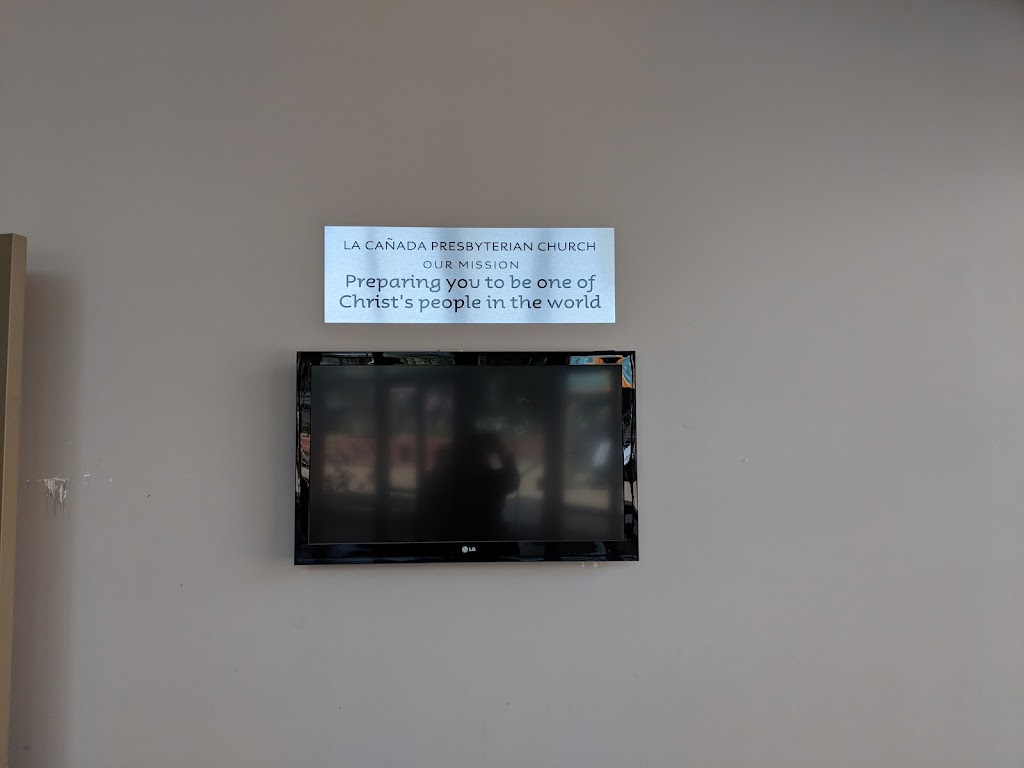 LA CAÑADA PRESBYTERIAN CHURCH
OUR MISSION
Preparing you to be one of
Christ's people in the world
LG